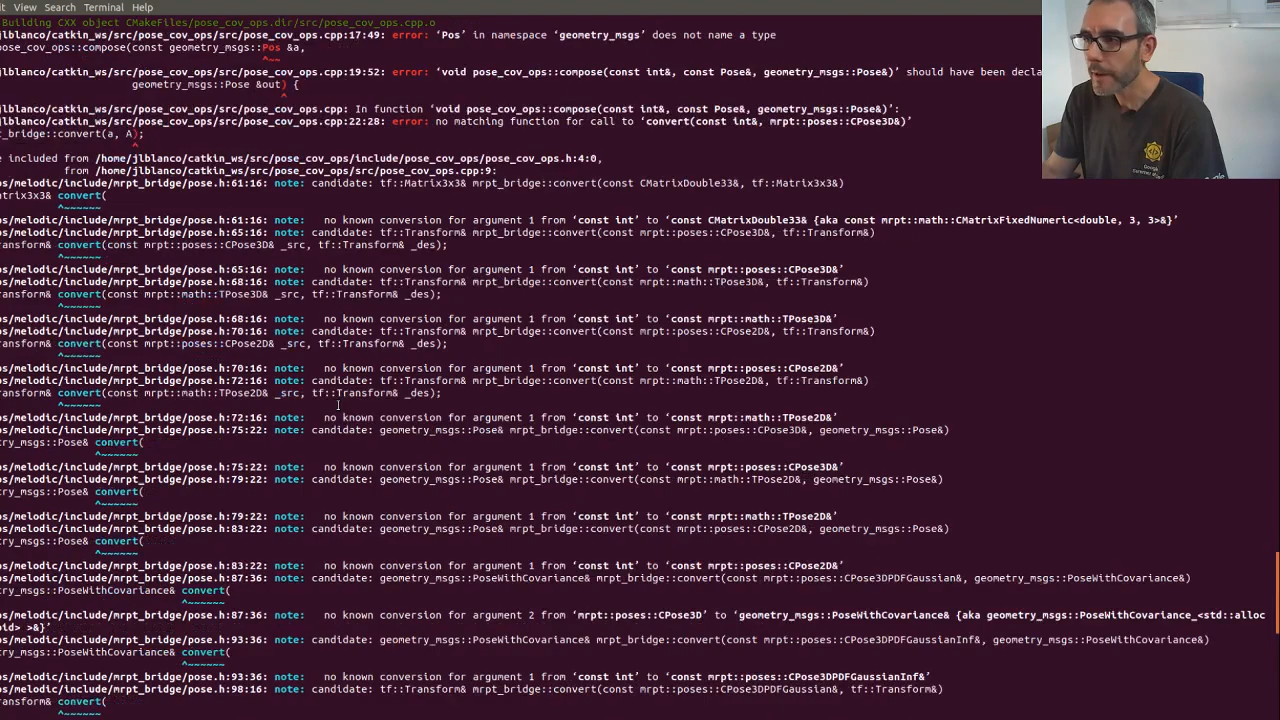 it View Search Terminal Help
Building CXX object CMakeFiles/pose_cov_ops.dir/src/pose_cov_ops.cpp.o
jlblanco/catkin_ws/src/pose_cov_ops/src/pose_cov_ops.cpp:17:49: error: ‘Pos’ in namespace ‘geometry_msgs’ does not name a type
pose_cov_ops::compose(const geometry_msgs::Pos &a,
^~~
jlblanco/catkin_ws/src/pose_cov_ops/src/pose_cov_ops.cpp:19:52: error: ‘void pose_cov_ops::compose(const int&, const Pose&, geometry_msgs::Pose&)’ should have been decla
geometry_msgs::Pose &out) {
^
jlblanco/catkin_ws/src/pose_cov_ops/src/pose_cov_ops.cpp: In function ‘void pose_cov_ops::compose(const int&, const Pose&, geometry_msgs::Pose&)’:
jlblanco/catkin_ws/src/pose_cov_ops/src/pose_cov_ops.cpp:22:28: error: no matching function for call to ‘convert(const int&, mrpt::poses::CPose3D&)’
t_bridge::convert(a, A);
^
e included from /home/jlblanco/catkin_ws/src/pose_cov_ops/include/pose_cov_ops/pose_cov_ops.h:4:0,
from /home/jlblanco/catkin_ws/src/pose_cov_ops/src/pose_cov_ops.cpp:9:
os/melodic/include/mrpt_bridge/pose.h:61:16: note: candidate: tf::Matrix3x3& mrpt_bridge::convert(const CMatrixDouble33&, tf::Matrix3x3&)
atrix3x3& convert(
^~~~~~~
os/melodic/include/mrpt_bridge/pose.h:61:16: note:   no known conversion for argument 1 from ‘const int’ to ‘const CMatrixDouble33& {aka const mrpt::math::CMatrixFixedNumeric<double, 3, 3>&}’
os/melodic/include/mrpt_bridge/pose.h:65:16: note: candidate: tf::Transform& mrpt_bridge::convert(const mrpt::poses::CPose3D&, tf::Transform&)
ransform& convert(const mrpt::poses::CPose3D& _src, tf::Transform& _des);
^~~~~~~
os/melodic/include/mrpt_bridge/pose.h:65:16: note:   no known conversion for argument 1 from ‘const int’ to ‘const mrpt::poses::CPose3D&’
os/melodic/include/mrpt_bridge/pose.h:68:16: note: candidate: tf::Transform& mrpt_bridge::convert(const mrpt::math::TPose3D&, tf::Transform&)
ransform& convert(const mrpt::math::TPose3D& _src, tf::Transform& _des);
^~~~~~~
os/melodic/include/mrpt_bridge/pose.h:68:16: note:   no known conversion for argument 1 from ‘const int’ to ‘const mrpt::math::TPose3D&’
os/melodic/include/mrpt_bridge/pose.h:70:16: note: candidate: tf::Transform& mrpt_bridge::convert(const mrpt::poses::CPose2D&, tf::Transform&)
ransform& convert(const mrpt::poses::CPose2D& _src, tf::Transform& _des);
^~~~~~~
os/melodic/include/mrpt_bridge/pose.h:70:16: note:   no known conversion for argument 1 from ‘const int’ to ‘const mrpt::poses::CPose2D&’
os/melodic/include/mrpt_bridge/pose.h:72:16: note: candidate: tf::Transform& mrpt_bridge::convert(const mrpt::math::TPose2D&, tf::Transform&)
ransform& convert(const mrpt::math::TPose2D& _src, tf::Transform& _des);
^~~~~~~
os/melodic/include/mrpt_bridge/pose.h:72:16: note:   no known conversion for argument 1 from ‘const int’ to ‘const mrpt::math::TPose2D&’
os/melodic/include/mrpt_bridge/pose.h:75:22: note: candidate: geometry_msgs::Pose& mrpt_bridge::convert(const mrpt::poses::CPose3D&, geometry_msgs::Pose&)
try_msgs::Pose& convert(
^~~~~~~
os/melodic/include/mrpt_bridge/pose.h:75:22: note:   no known conversion for argument 1 from ‘const int’ to ‘const mrpt::poses::CPose3D&’
os/melodic/include/mrpt_bridge/pose.h:79:22: note: candidate: geometry_msgs::Pose& mrpt_bridge::convert(const mrpt::math::TPose2D&, geometry_msgs::Pose&)
try_msgs::Pose& convert(
^~~~~~~
os/melodic/include/mrpt_bridge/pose.h:79:22: note:   no known conversion for argument 1 from ‘const int’ to ‘const mrpt::math::TPose2D&’
os/melodic/include/mrpt_bridge/pose.h:83:22: note: candidate: geometry_msgs::Pose& mrpt_bridge::convert(const mrpt::poses::CPose2D&, geometry_msgs::Pose&)
try_msgs::Pose& convert(
^~~~~~~
os/melodic/include/mrpt_bridge/pose.h:83:22: note:   no known conversion for argument 1 from ‘const int’ to ‘const mrpt::poses::CPose2D&’
os/melodic/include/mrpt_bridge/pose.h:87:36: note: candidate: geometry_msgs::PoseWithCovariance& mrpt_bridge::convert(const mrpt::poses::CPose3DPDFGaussian&, geometry_msgs::PoseWithCovariance&)
try_msgs::PoseWithCovariance& convert(
^~~~~~~
os/melodic/include/mrpt_bridge/pose.h:87:36: note:   no known conversion for argument 2 from ‘mrpt::poses::CPose3D’ to ‘geometry_msgs::PoseWithCovariance& {aka geometry_msgs::PoseWithCovariance_<std::alloc
oid> >&}’
os/melodic/include/mrpt_bridge/pose.h:93:36: note: candidate: geometry_msgs::PoseWithCovariance& mrpt_bridge::convert(const mrpt::poses::CPose3DPDFGaussianInf&, geometry_msgs::PoseWithCovariance&)
try_msgs::PoseWithCovariance& convert(
^~~~~~~
os/melodic/include/mrpt_bridge/pose.h:93:36: note:   no known conversion for argument 1 from ‘const int’ to ‘const mrpt::poses::CPose3DPDFGaussianInf&’
os/melodic/include/mrpt_bridge/pose.h:98:16: note: candidate: tf::Transform& mrpt_bridge::convert(const mrpt::poses::CPose3DPDFGaussian&, tf::Transform&)
ransform& convert(
^~~~~~~